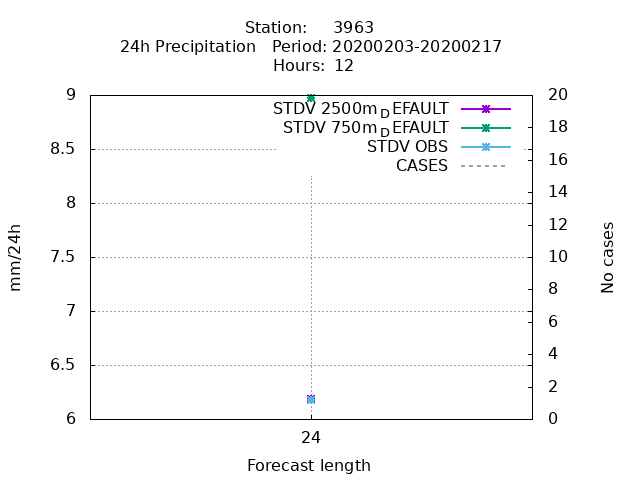 Station: 3963
24h Precipitation Period: 20200203-20200217
Hours: 12
9 20
STDV 2500m_DEFAULT
STDV 750m_DEFAULT 18
8.5 STDV OBS
CASES 16
14
8
12
7.5 10
8
7
6
6.5 4
2
6 0
24
Forecast length
mm/24h
No cases